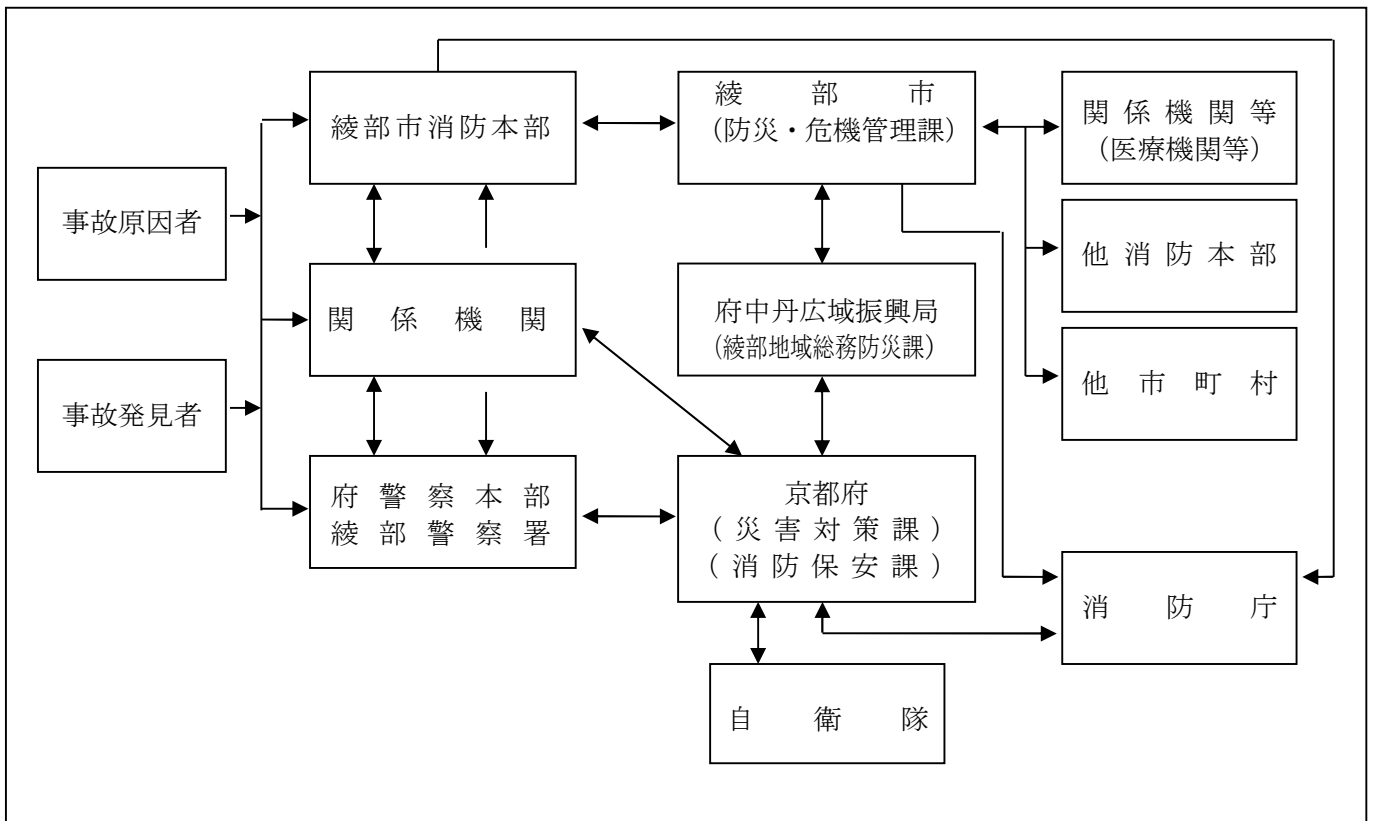 綾部市消防本部
綾部市
（防災・危機管理課）
関係機関等
（医療機関等）
事故原因者
他消防本部
関係機関
府中丹広域振興局
（綾部地域総務防災課）
事故発見者
他市町村
府警察本部
綾部警察署
京都府
（災害対策課）
（消防保安課）
消防庁
自衛隊